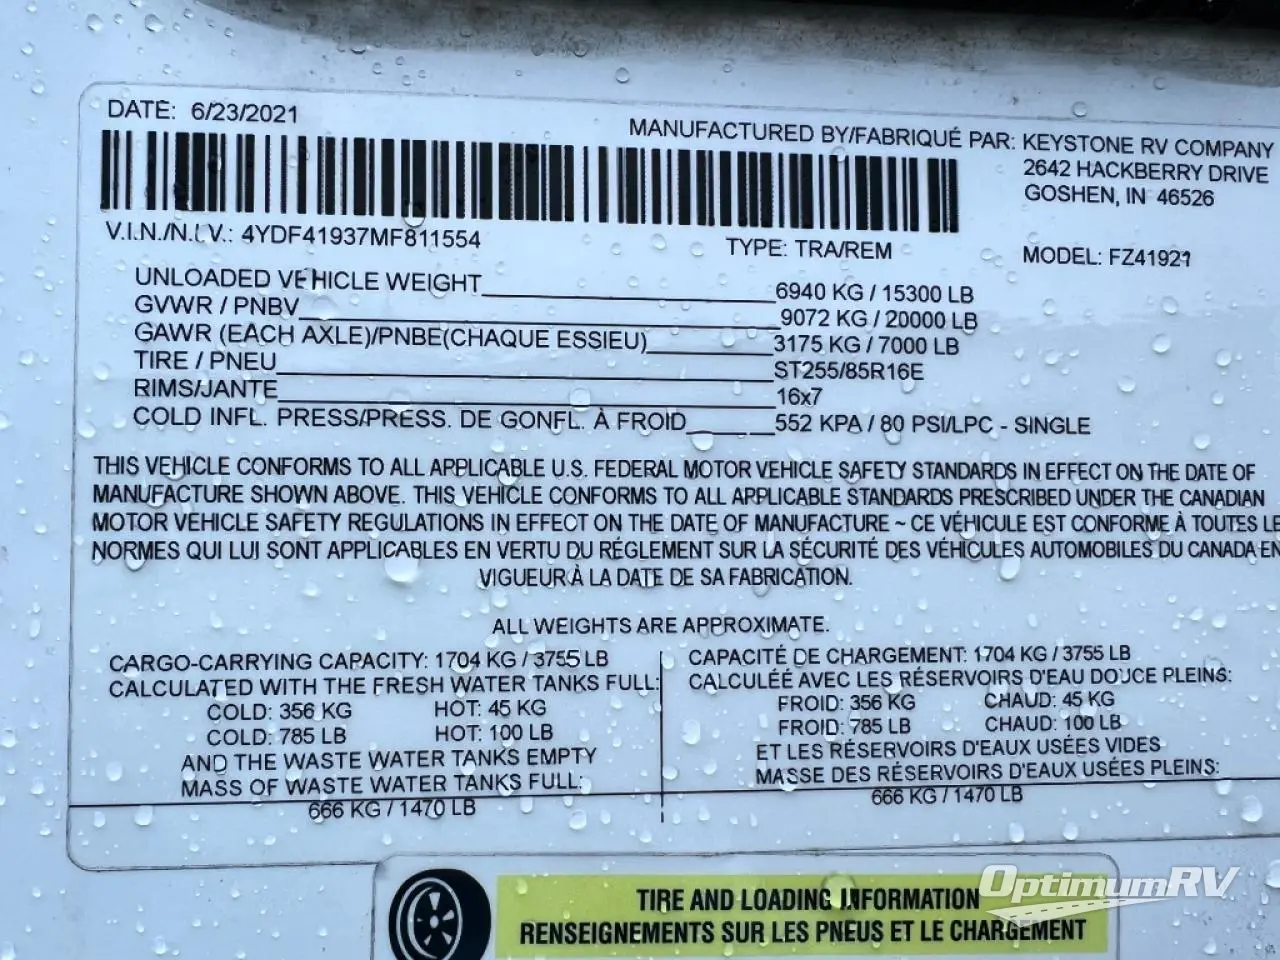 DATE: 6/23/2021
MANUFACTURED BY/FABRIQUÉ PAR: KEYSTONE RV COMPANY
2642 HACKBERRY DRIVE
GOSHEN, IN 46526
V.I.N./N.I.V.: 4YDF41937MF811554
TYPE: TRA/REM
MODEL: FZ41921
UNLOADED VEHICLE WEIGHT 6940 KG / 15300 LB
GVWR / PNBV 9072 KG / 20000 LB
GAWR (EACH AXLE)/PNBE(CHAQUE ESSIEU) 3175 KG / 7000 LB
TIRE / PNEU ST255/85R16E
RIMS/JANTE 16x7
COLD INFL. PRESS/PRESS. DE GONFL. À FROID 552 KPA / 80 PSI/LPC - SINGLE
THIS VEHICLE CONFORMS TO ALL APPLICABLE U.S. FEDERAL MOTOR VEHICLE SAFETY STANDARDS IN EFFECT ON THE DATE OF
MANUFACTURE SHOWN ABOVE. THIS VEHICLE CONFORMS TO ALL APPLICABLE STANDARDS PRESCRIBED UNDER THE CANADIAN
MOTOR VEHICLE SAFETY REGULATIONS IN EFFECT ON THE DATE OF MANUFACTURE ~ CE VÉHICULE EST CONFORME À TOUTES LE
NORMES QUI LUI SONT APPLICABLES EN VERTU DU RÉGLEMENT SUR LA SÉCURITÉ DES VÉHICULES AUTOMOBILES DU CANADA EN
VIGUEUR À LA DATE DE SA FABRICATION.
ALL WEIGHTS ARE APPROXIMATE.
CARGO-CARRYING CAPACITY: 1704 KG / 3755 LB
CALCULATED WITH THE FRESH WATER TANKS FULL:
COLD: 356 KG HOT: 45 KG
COLD: 785 LB HOT: 100 LB
AND THE WASTE WATER TANKS EMPTY
MASS OF WASTE WATER TANKS FULL:
666 KG / 1470 LB
CAPACITÉ DE CHARGEMENT: 1704 KG / 3755 LB
CALCULÉE AVEC LES RÉSERVOIRS D'EAU DOUCE PLEINS:
FROID: 356 KG CHAUD: 45 KG
FROID: 785 LB CHAUD: 100 LB
ET LES RÉSERVOIRS D'EAUX USÉES VIDES
MASSE DES RÉSERVOIRS D'EAUX USÉES PLEINS:
666 KG / 1470 LB
TIRE AND LOADING INFORMATION
RENSEIGNEMENTS SUR LES PNEUS ET LE CHARGEMENT
OptimumRV